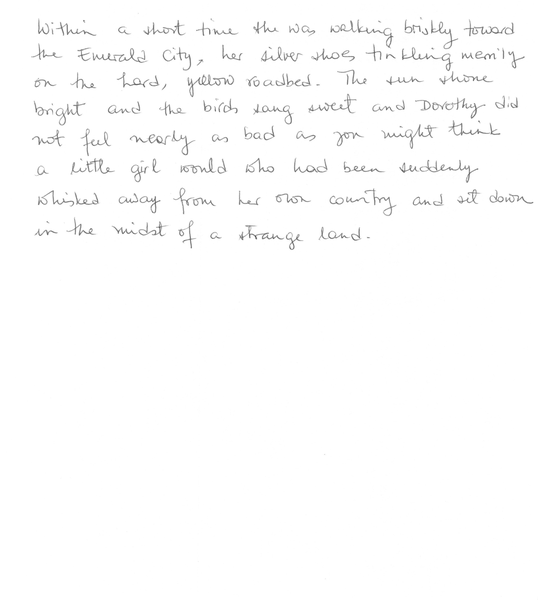 Within a short time she was walking briskly toward
the Emerald City, her silver shoes tinkling merrily
on the hard, yellow roadbed. The sun shone
bright and the birds sang sweet and Dorothy did
not feel nearly as bad as you might think
a little girl would who had been suddenly
whisked away from her own country and set down
in the midst of a strange land.